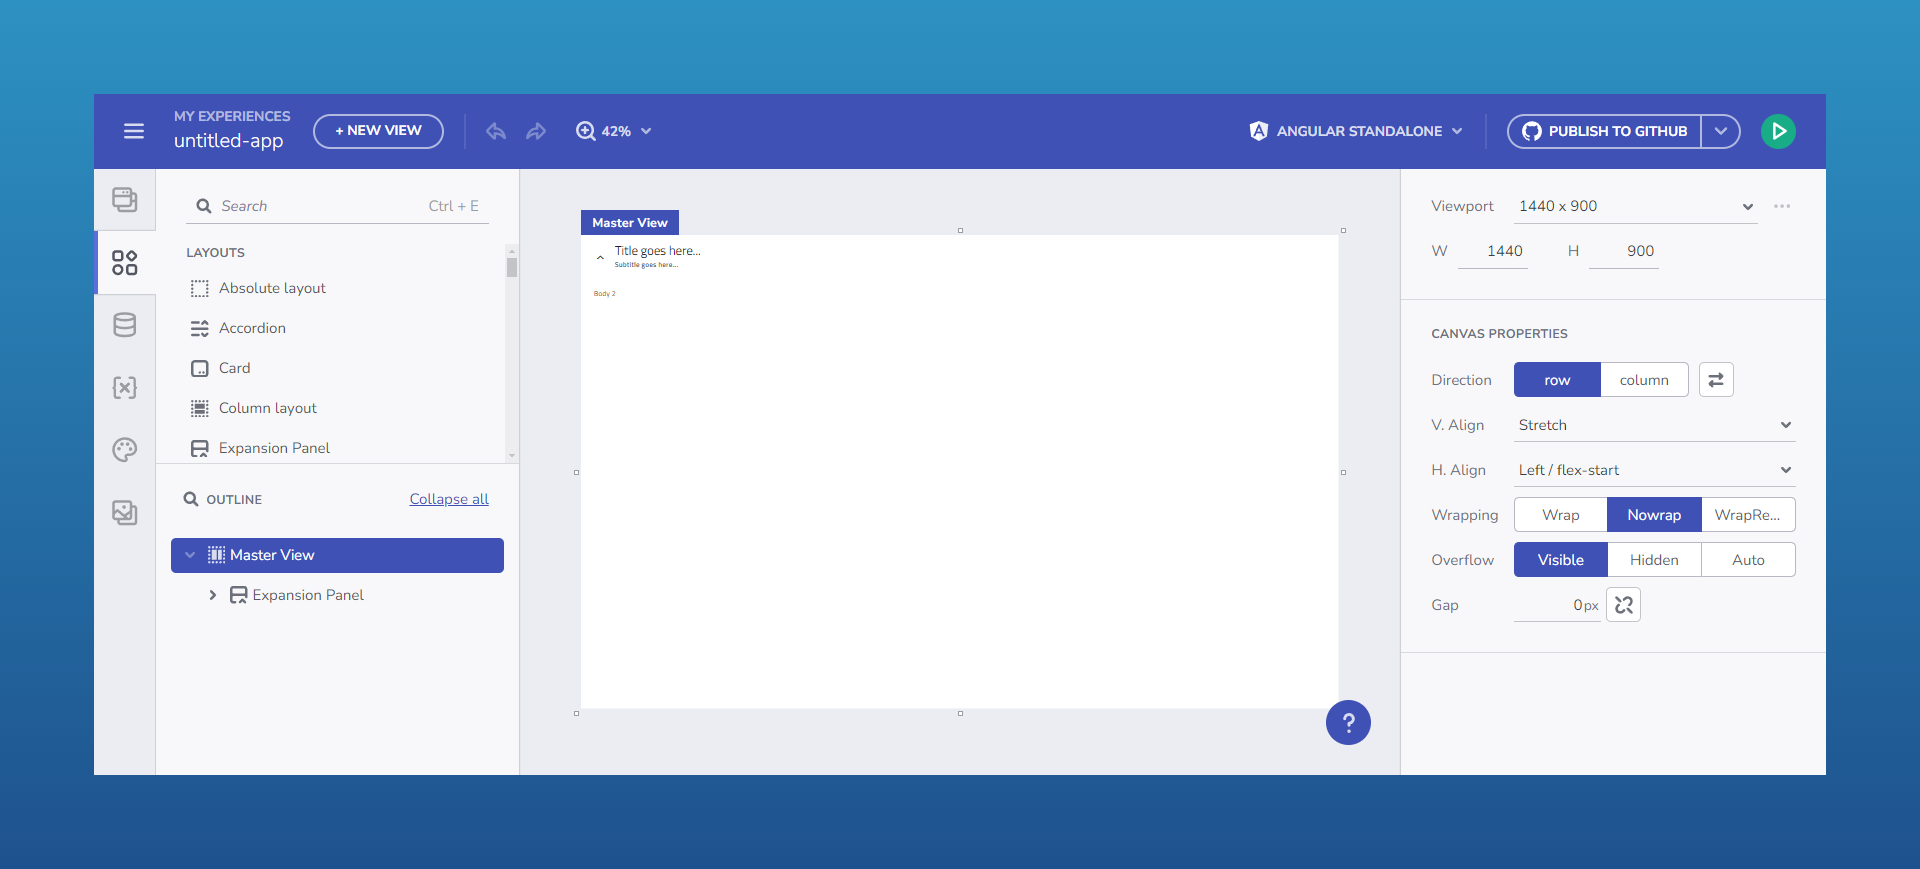 MY EXPERIENCES
untitled-app
+ NEW VIEW
42%
ANGULAR STANDALONE
PUBLISH TO GITHUB
Search Ctrl + E
LAYOUTS
Absolute layout
Accordion
Card
Column layout
Expansion Panel
OUTLINE Collapse all
Master View
Expansion Panel
Master View
Title goes here...
Subtitle goes here...
Body 2
?
Viewport 1440 x 900
W 1440 H 900
CANVAS PROPERTIES
Direction row column
V. Align Stretch
H. Align Left / flex-start
Wrapping Wrap Nowrap WrapRe...
Overflow Visible Hidden Auto
Gap 0px